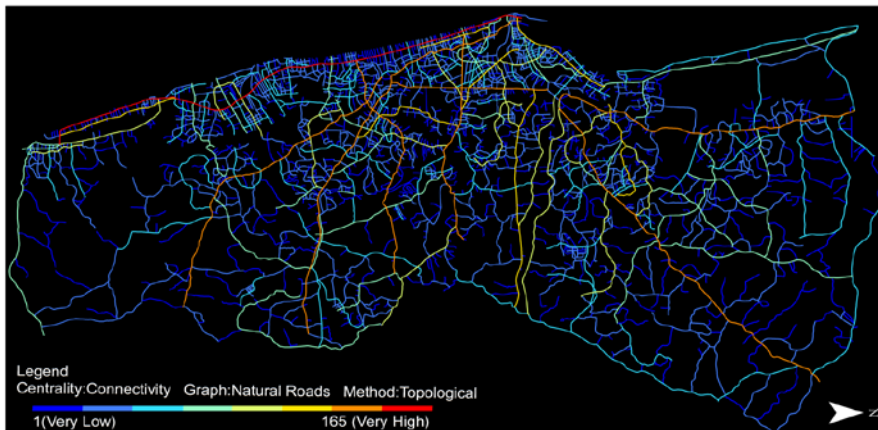 Legend
Centrality:Connectivity Graph:Natural Roads Method:Topological
1(Very Low) 165 (Very High)
N